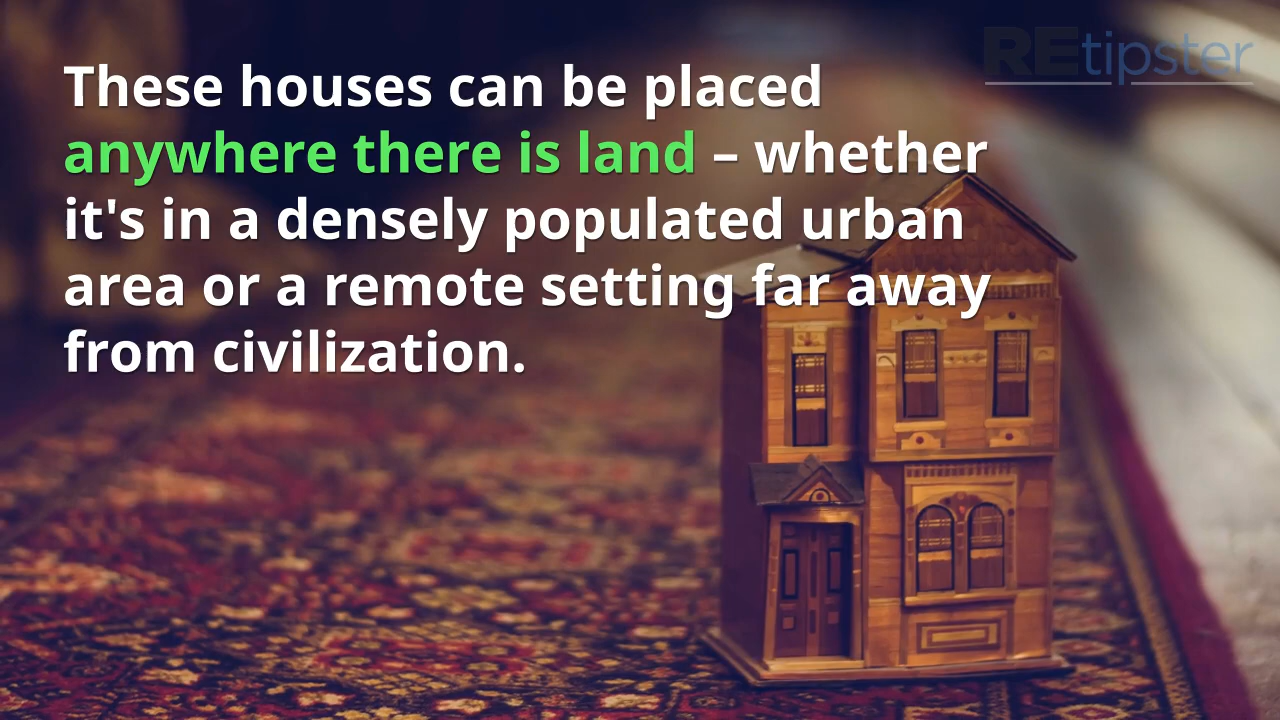 REtipster
These houses can be placed
anywhere there is land – whether
it's in a densely populated urban
area or a remote setting far away
from civilization.